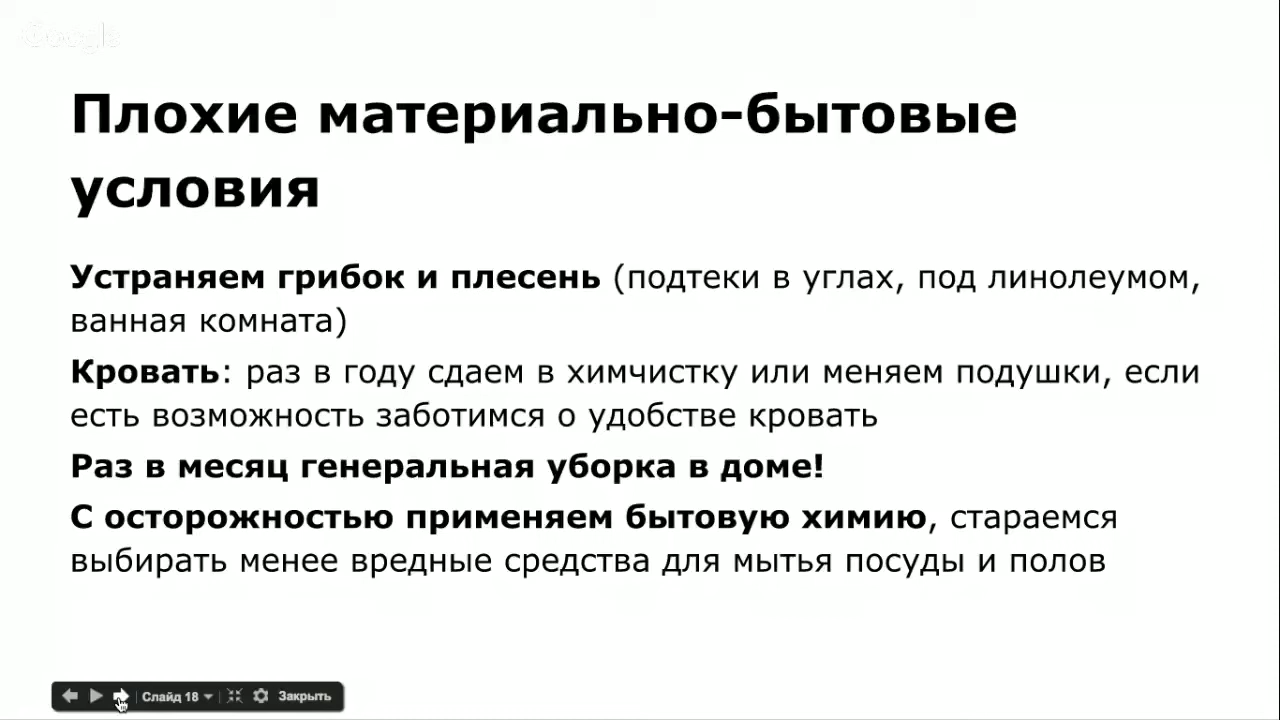 Google
Плохие материально-бытовые
условия
Устраняем грибок и плесень (подтеки в углах, под линолеумом,
ванная комната)
Кровать: раз в году сдаем в химчистку или меняем подушки, если
есть возможность заботимся о удобстве кровать
Раз в месяц генеральная уборка в доме!
С осторожностью применяем бытовую химию, стараемся
выбирать менее вредные средства для мытья посуды и полов
Слайд 18 Закрыть